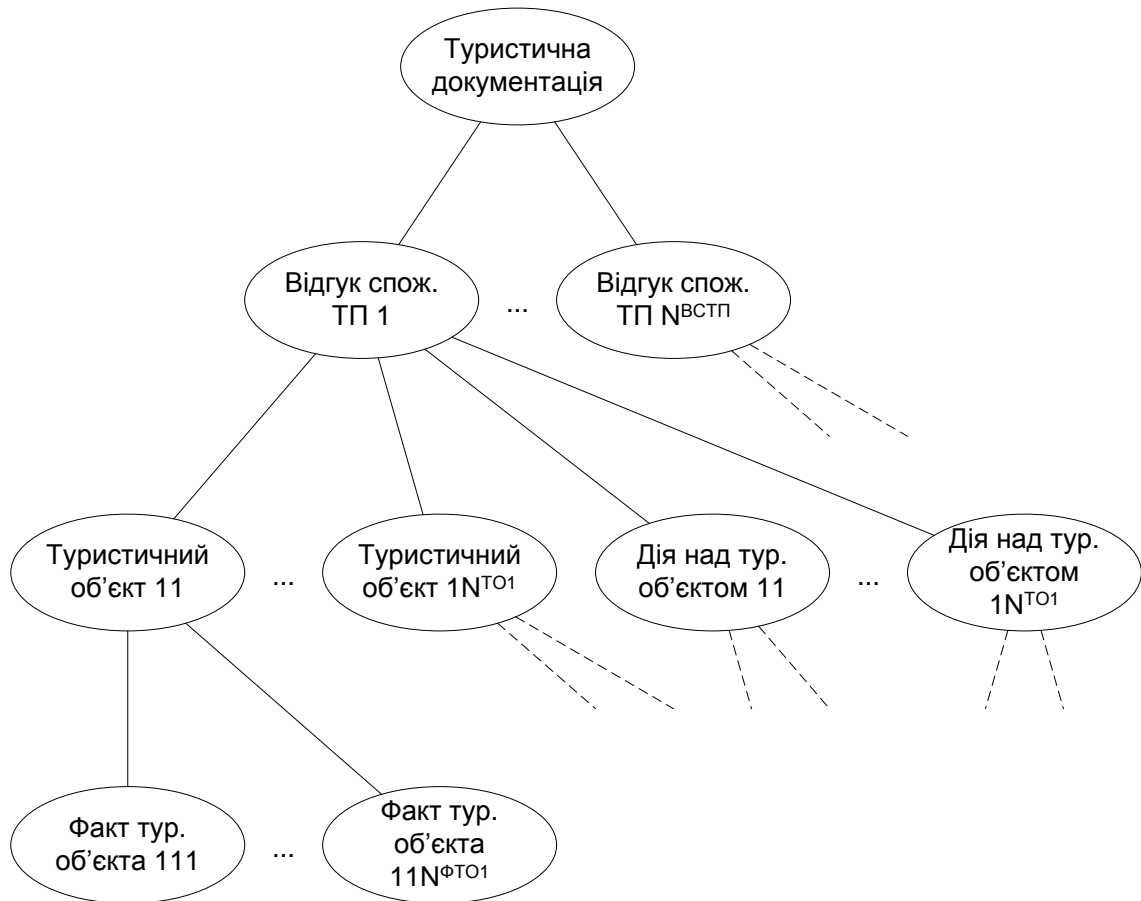 Туристична
документація
Відгук спож.
ТП 1
...
Відгук спож.
ТП N^ВСТП
Туристичний
об’єкт 11
...
Туристичний
об’єкт 1N^ТО1
Дія над тур.
об’єктом 11
...
Дія над тур.
об’єктом
1N^ТО1
Факт тур.
об’єкта 111
...
Факт тур.
об’єкта
11N^ФТО1